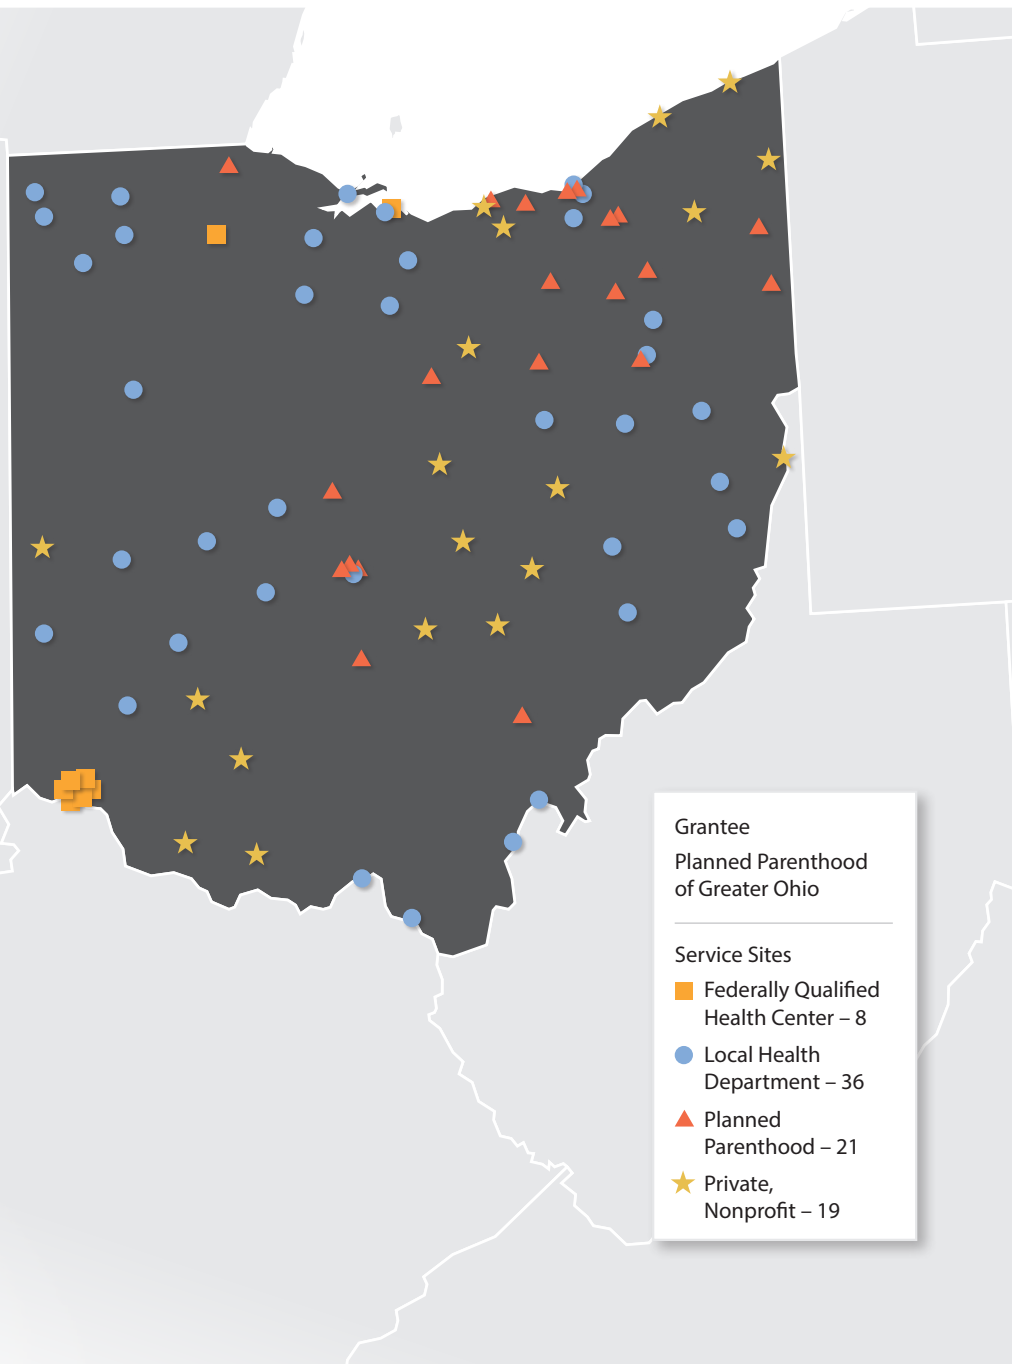 Grantee
Planned Parenthood
of Greater Ohio
Service Sites
Federally Qualified
Health Center – 8
Local Health
Department – 36
Planned
Parenthood – 21
Private,
Nonprofit – 19